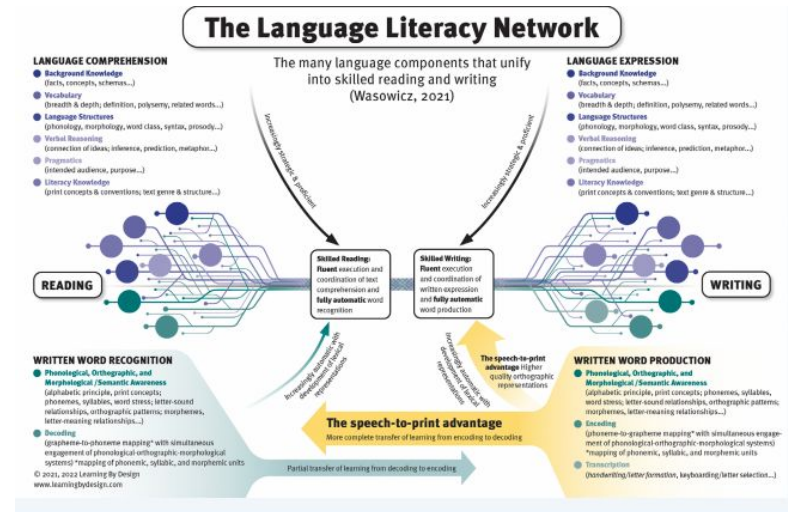 The Language Literacy Network
The many language components that unify
into skilled reading and writing
(Wasowicz, 2021)
LANGUAGE COMPREHENSION
Background Knowledge
(facts, concepts, schemas...)
Vocabulary
(breadth & depth; definition, polysemy, related words...)
Language Structures
(phonology, morphology, word class, syntax, prosody...)
Verbal Reasoning
(connection of ideas; inference, prediction, metaphor...)
Pragmatics
(intended audience, purpose...)
Literacy Knowledge
(print concepts & conventions; text genre & structure...)
LANGUAGE EXPRESSION
Background Knowledge
(facts, concepts, schemas...)
Vocabulary
(breadth & depth; definition, polysemy, related words...)
Language Structures
(phonology, morphology, word class, syntax, prosody...)
Verbal Reasoning
(connection of ideas; inference, prediction, metaphor...)
Pragmatics
(intended audience, purpose...)
Literacy Knowledge
(print concepts & conventions; text genre & structure...)
Increasingly strategic & proficient
Increasingly strategic & proficient
READING
Skilled Reading:
Fluent execution and
coordination of text
comprehension and
fully automatic word
recognition
Skilled Writing:
Fluent execution
and coordination of
written expression
and fully automatic
word production
WRITING
WRITTEN WORD RECOGNITION
Phonological, Orthographic, and
Morphological/Semantic Awareness
(alphabetic principle, print concepts;
phonemes, syllables, word stress; letter-sound
relationships, orthographic patterns; morphemes,
letter-meaning relationships...)
Decoding
(grapheme-to-phoneme mapping* with simultaneous
engagement of phonological-orthographic-morphological
systems) *mapping of phonemic, syllabic, and morphemic units
© 2021, 2022 Learning By Design
www.learningbydesign.com
Increasingly automatic with
development of lexical
representations
Increasingly automatic with
development of lexical
representations
The speech-to-print
advantage Higher
quality orthographic
representations
The speech-to-print advantage
More complete transfer of learning from encoding to decoding
Partial transfer of learning from decoding to encoding
WRITTEN WORD PRODUCTION
Phonological, Orthographic, and
Morphological/Semantic Awareness
(alphabetic principle, print concepts; phonemes, syllables,
word stress; letter-sound relationships, orthographic patterns;
morphemes, letter-meaning relationships...)
Encoding
(phoneme-to-grapheme mapping* with simultaneous engage-
ment of phonological-orthographic-morphological systems)
*mapping of phonemic, syllabic, and morphemic units
Transcription
(handwriting/letter formation, keyboarding/letter selection...)